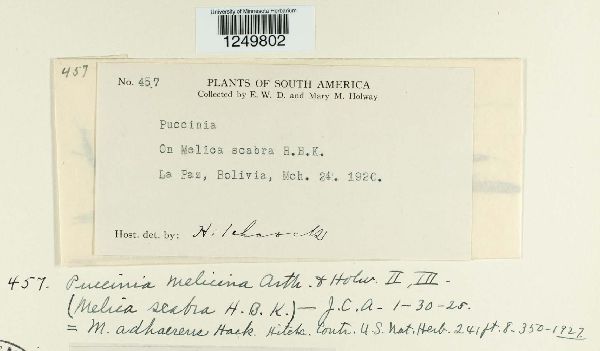 University of Minnesota Herbarium
1249802
457
No. 457 PLANTS OF SOUTH AMERICA
Collected by E. W. D. and Mary M. Holway
Puccinia
On Melica scabra H.B.K.
La Paz, Bolivia, Mch. 24. 1920.
Host. det. by: Hitchcock
457. Puccinia melicina Arth. & Holw. II, III.
(Melica scabra H.B.K.) — J.C.A. 1-30-25.
= M. adhaerens Hack. Hitch. Contr. U.S. Nat. Herb. 24 pt. 8-350-1927